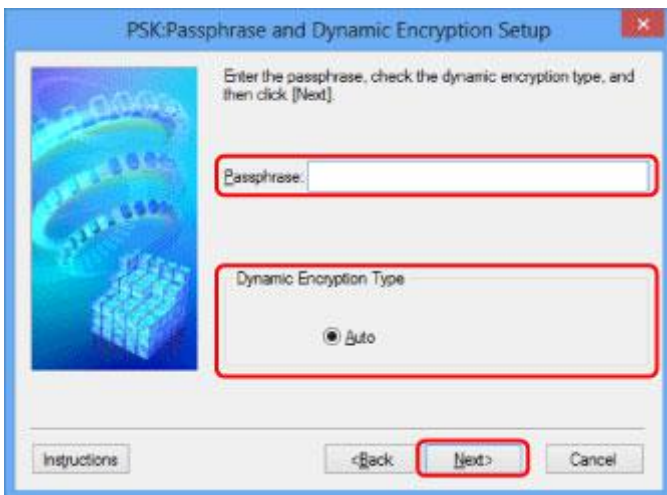 PSK:Passphrase and Dynamic Encryption Setup
Enter the passphrase, check the dynamic encryption type, and
then click [Next].
Passphrase:
Dynamic Encryption Type
Auto
Instructions <Back Next> Cancel